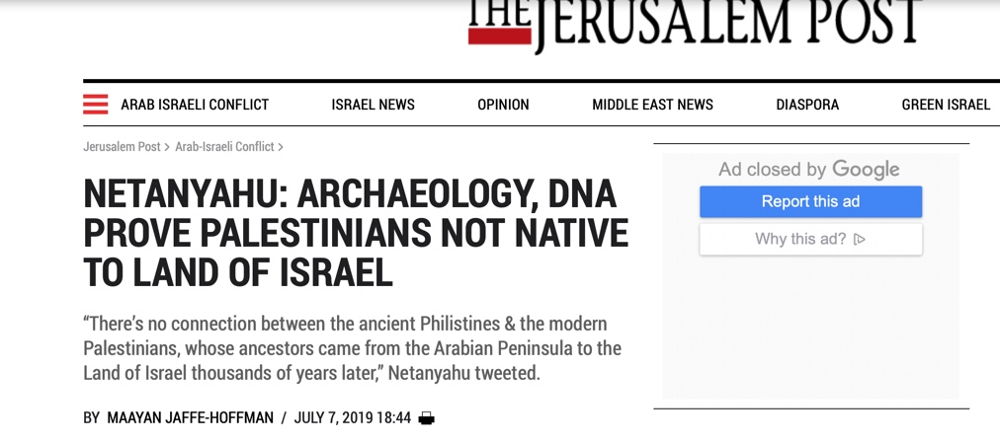 THE JERUSALEM POST
ARAB ISRAELI CONFLICT ISRAEL NEWS OPINION MIDDLE EAST NEWS DIASPORA GREEN ISRAEL
Jerusalem Post > Arab-Israeli Conflict >
NETANYAHU: ARCHAEOLOGY, DNA
PROVE PALESTINIANS NOT NATIVE
TO LAND OF ISRAEL
“There’s no connection between the ancient Philistines & the modern
Palestinians, whose ancestors came from the Arabian Peninsula to the
Land of Israel thousands of years later,” Netanyahu tweeted.
BY MAAYAN JAFFE-HOFFMAN / JULY 7, 2019 18:44
Ad closed by Google
Report this ad
Why this ad?